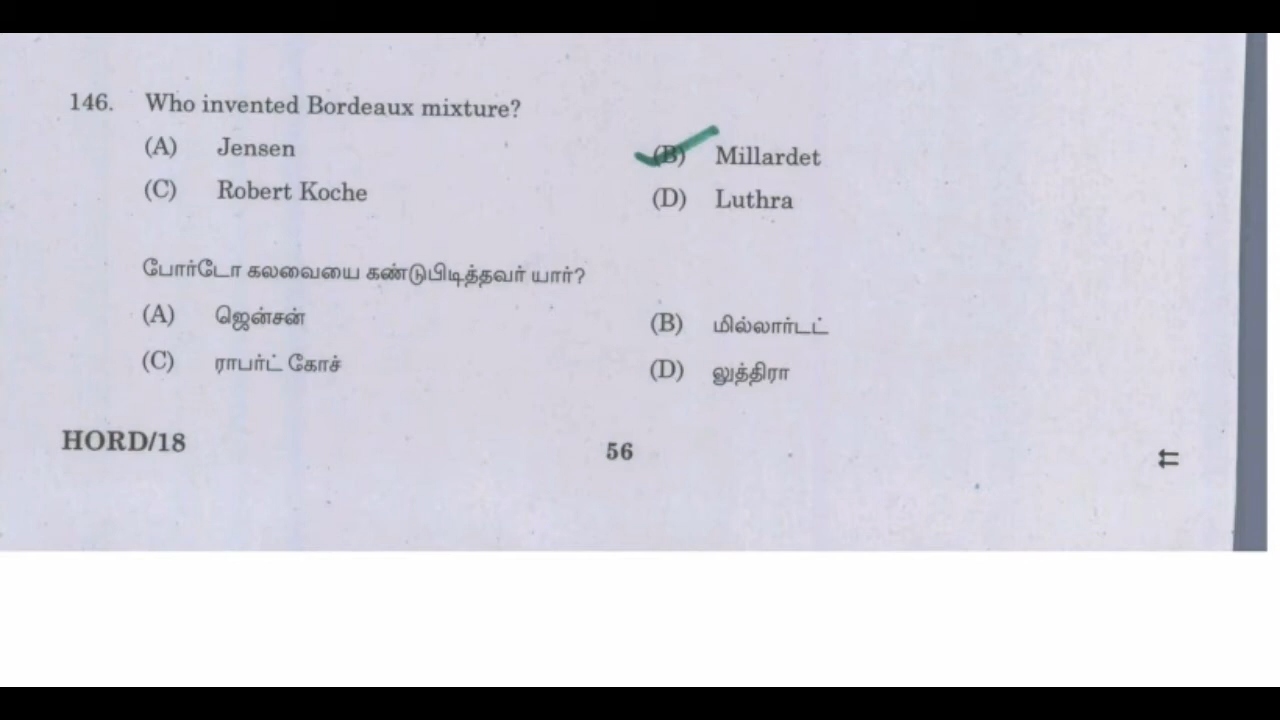 146. Who invented Bordeaux mixture?
(A) Jensen (B) Millardet
(C) Robert Koche (D) Luthra
போர்டோ கலவையை கண்டுபிடித்தவர் யார்?
(A) ஜென்சன் (B) மில்லார்டட்
(C) ராபர்ட் கோச் (D) லுத்திரா
HORD/18 56 ⇇